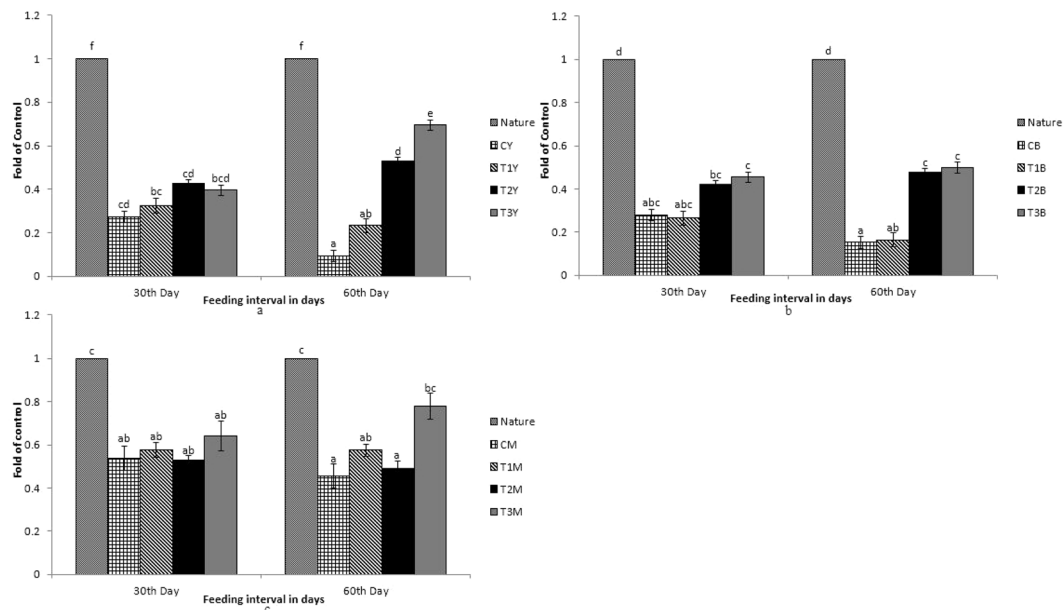 1.2
1
0.8
0.6
0.4
0.2
0
Fold of Control
f
cd
bc
cd
bcd
f
a
ab
d
e
30th Day
60th Day
Feeding interval in days
a
Nature
CY
T1Y
T2Y
T3Y
1.2
1
0.8
0.6
0.4
0.2
0
Fold of Control
d
abc
abc
bc
c
d
a
ab
c
c
30th Day
60th Day
Feeding interval in days
b
Nature
CB
T1B
T2B
T3B
1.2
1
0.8
0.6
0.4
0.2
0
Fold of control
c
ab
ab
ab
ab
c
a
ab
a
bc
30th Day
60th Day
Feeding interval in days
Nature
CM
T1M
T2M
T3M